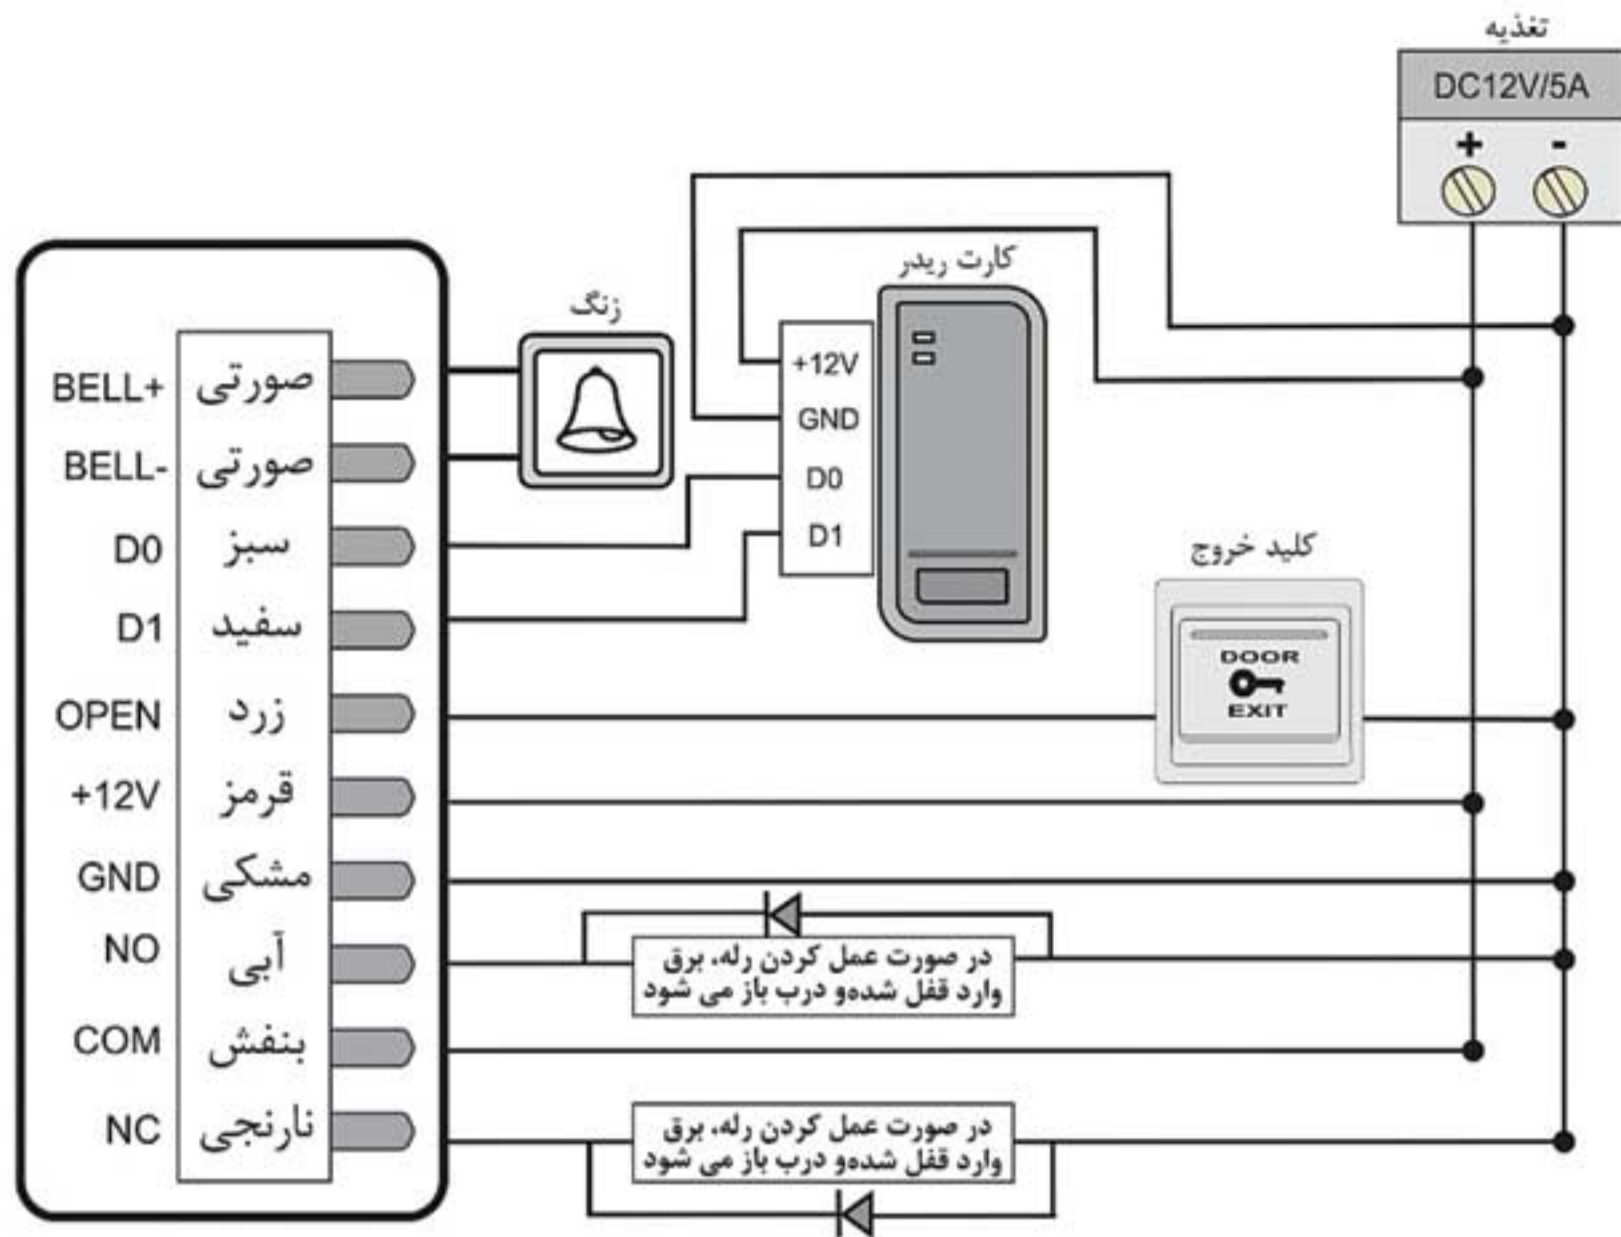 تغذیه
DC12V/5A
+ -
کارت ریدر
زنگ
+12V
GND
D0
D1
کلید خروج
DOOR
EXIT
BELL+ صورتی
BELL- صورتی
D0 سبز
D1 سفید
OPEN زرد
+12V قرمز
GND مشکی
NO آبی
COM بنفش
NC نارنجی
در صورت عمل کردن رله، برق
وارد قفل شدهو درب باز می شود
در صورت عمل کردن رله، برق
وارد قفل شدهو درب باز می شود